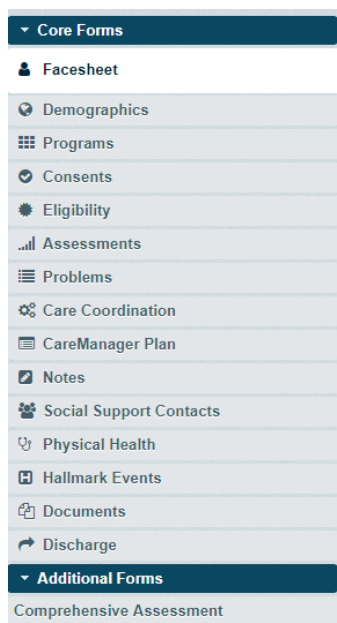 Core Forms
Facesheet
Demographics
Programs
Consents
Eligibility
Assessments
Problems
Care Coordination
CareManager Plan
Notes
Social Support Contacts
Physical Health
Hallmark Events
Documents
Discharge
Additional Forms
Comprehensive Assessment